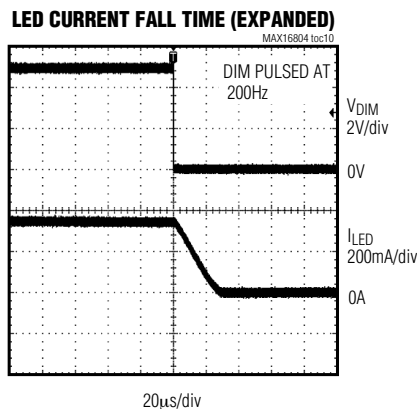 LED CURRENT FALL TIME (EXPANDED)
MAX16804 toc10
T
DIM PULSED AT
200Hz
VDIM
2V/div
0V
ILED
200mA/div
0A
20µs/div